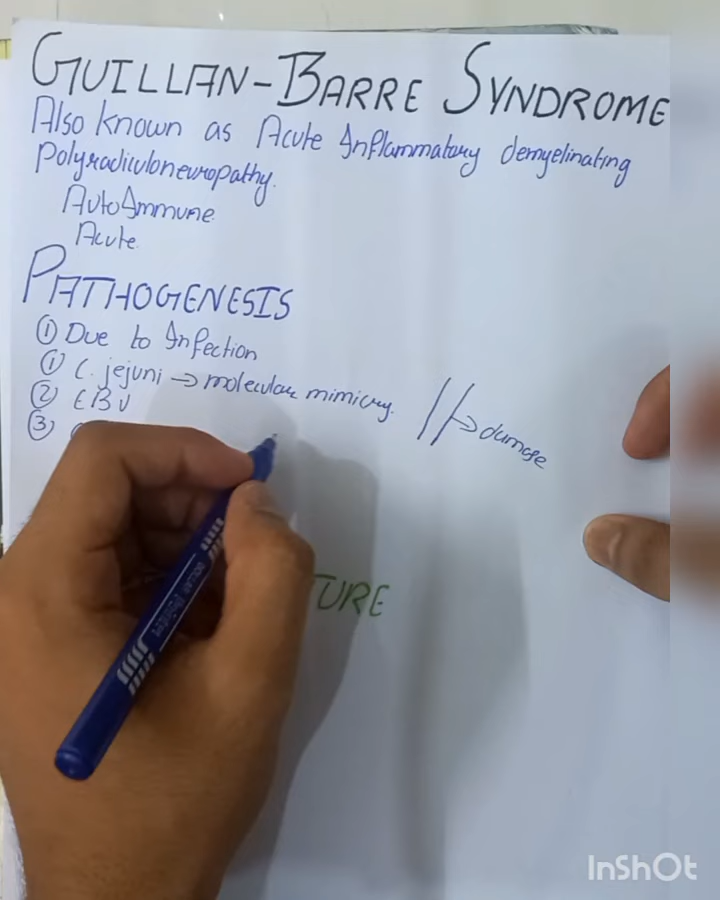 GUILLAN-BARRE SYNDROME
Also known as Acute Inflammatory demyelinating
Polyradiculoneuropathy.
AutoImmune
Acute
PATHOGENESIS
① Due to Infection
① C. jejuni → molecular mimicry.
② EBV
③
→ damage
TURE
InShOt